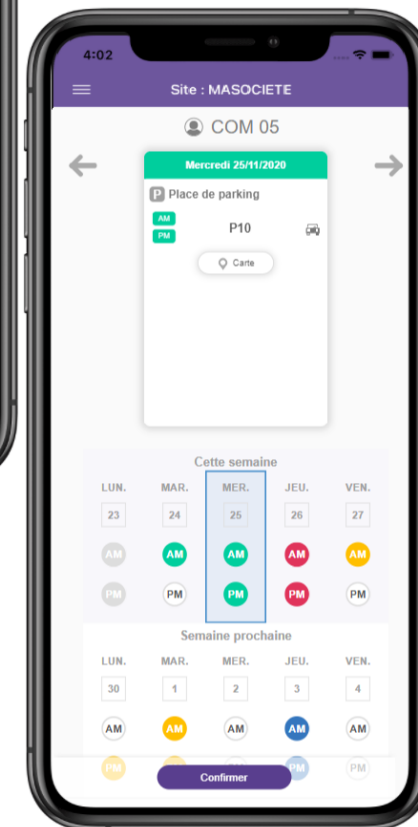 4:02
Site : MASOCIETE
COM 05
Mercredi 25/11/2020
P Place de parking
AM
PM
P10
Carte
Cette semaine
LUN. MAR. MER. JEU. VEN.
23 24 25 26 27
AM AM AM AM AM
PM PM PM PM PM
Semaine prochaine
LUN. MAR. MER. JEU. VEN.
30 1 2 3 4
AM AM AM AM AM
PM PM PM PM
Confirmer